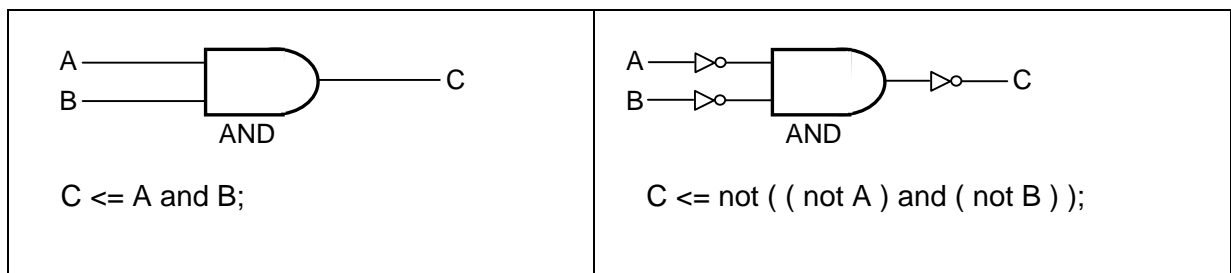 A
B
C
AND
C <= A and B;
A
B
C
AND
C <= not ( ( not A ) and ( not B ) );